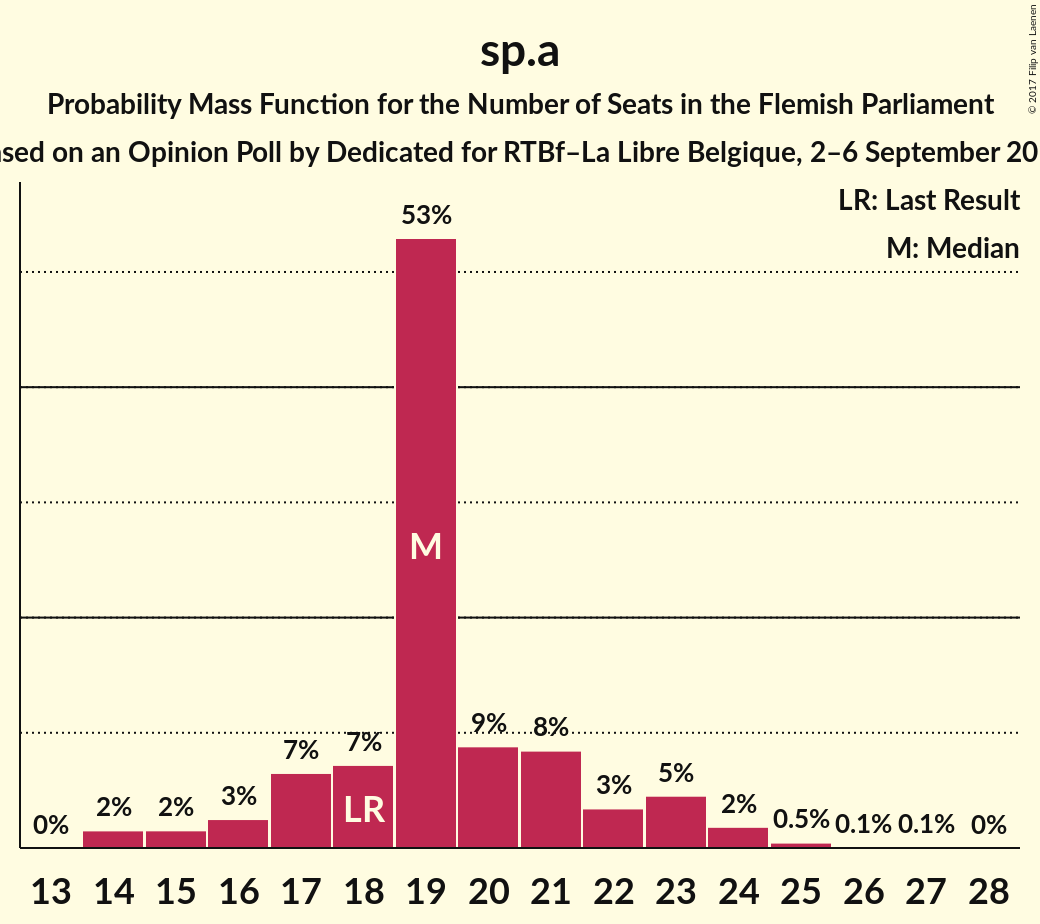 © 2017 Filip van Laenen
sp.a
Probability Mass Function for the Number of Seats in the Flemish Parliament
ased on an Opinion Poll by Dedicated for RTBf–La Libre Belgique, 2–6 September 20
LR: Last Result
M: Median
53%
M
9%
8%
7%
7%
5%
3%
3%
2%
2%
2%
0.5%
0.1%
0.1%
0%
0%
LR
13 14 15 16 17 18 19 20 21 22 23 24 25 26 27 28